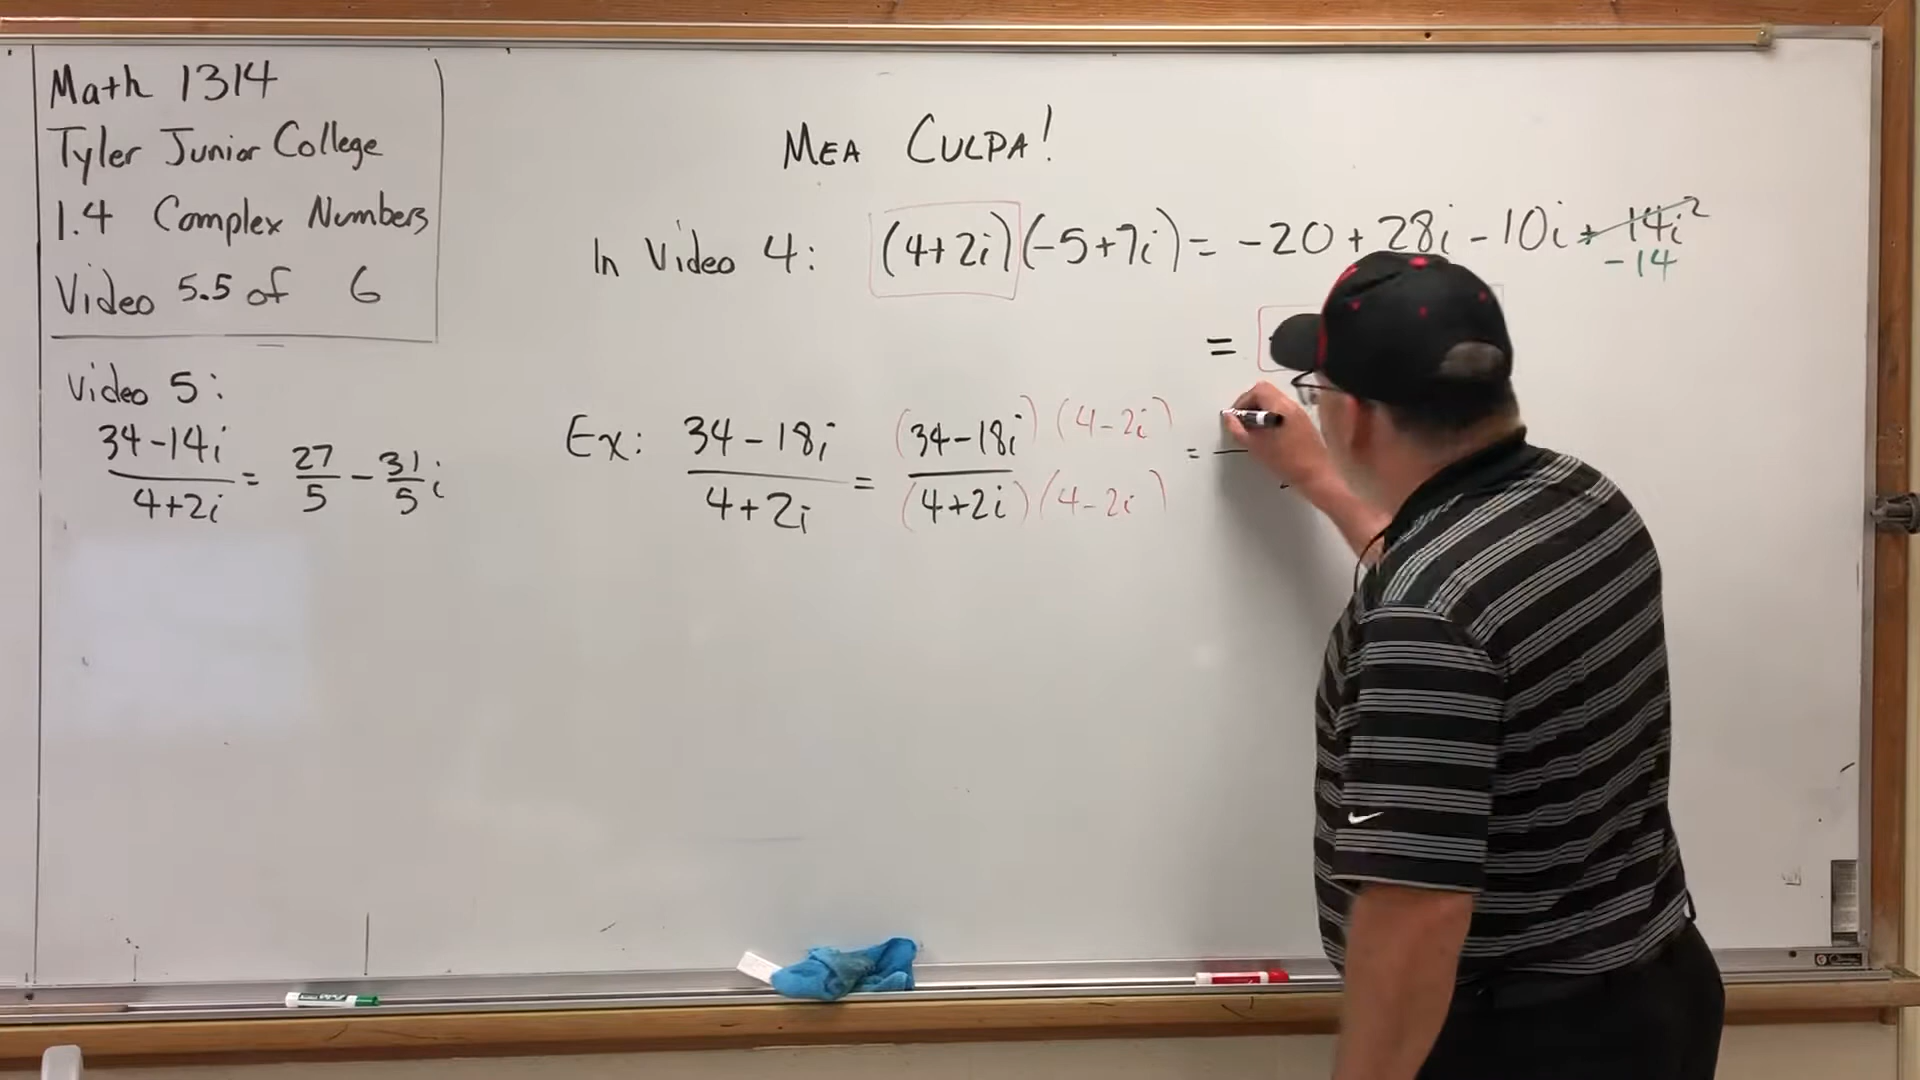 Math 1314
Tyler Junior College
1.4 Complex Numbers
Video 5.5 of 6
Video 5:
34-14i / 4+2i = 27/5 - 31/5 i
MEA CULPA!
In Video 4: (4+2i)(-5+7i) = -20+28i-10i+14i²
-14
=
Ex: 34-18i / 4+2i = (34-18i)(4-2i) / (4+2i)(4-2i) =